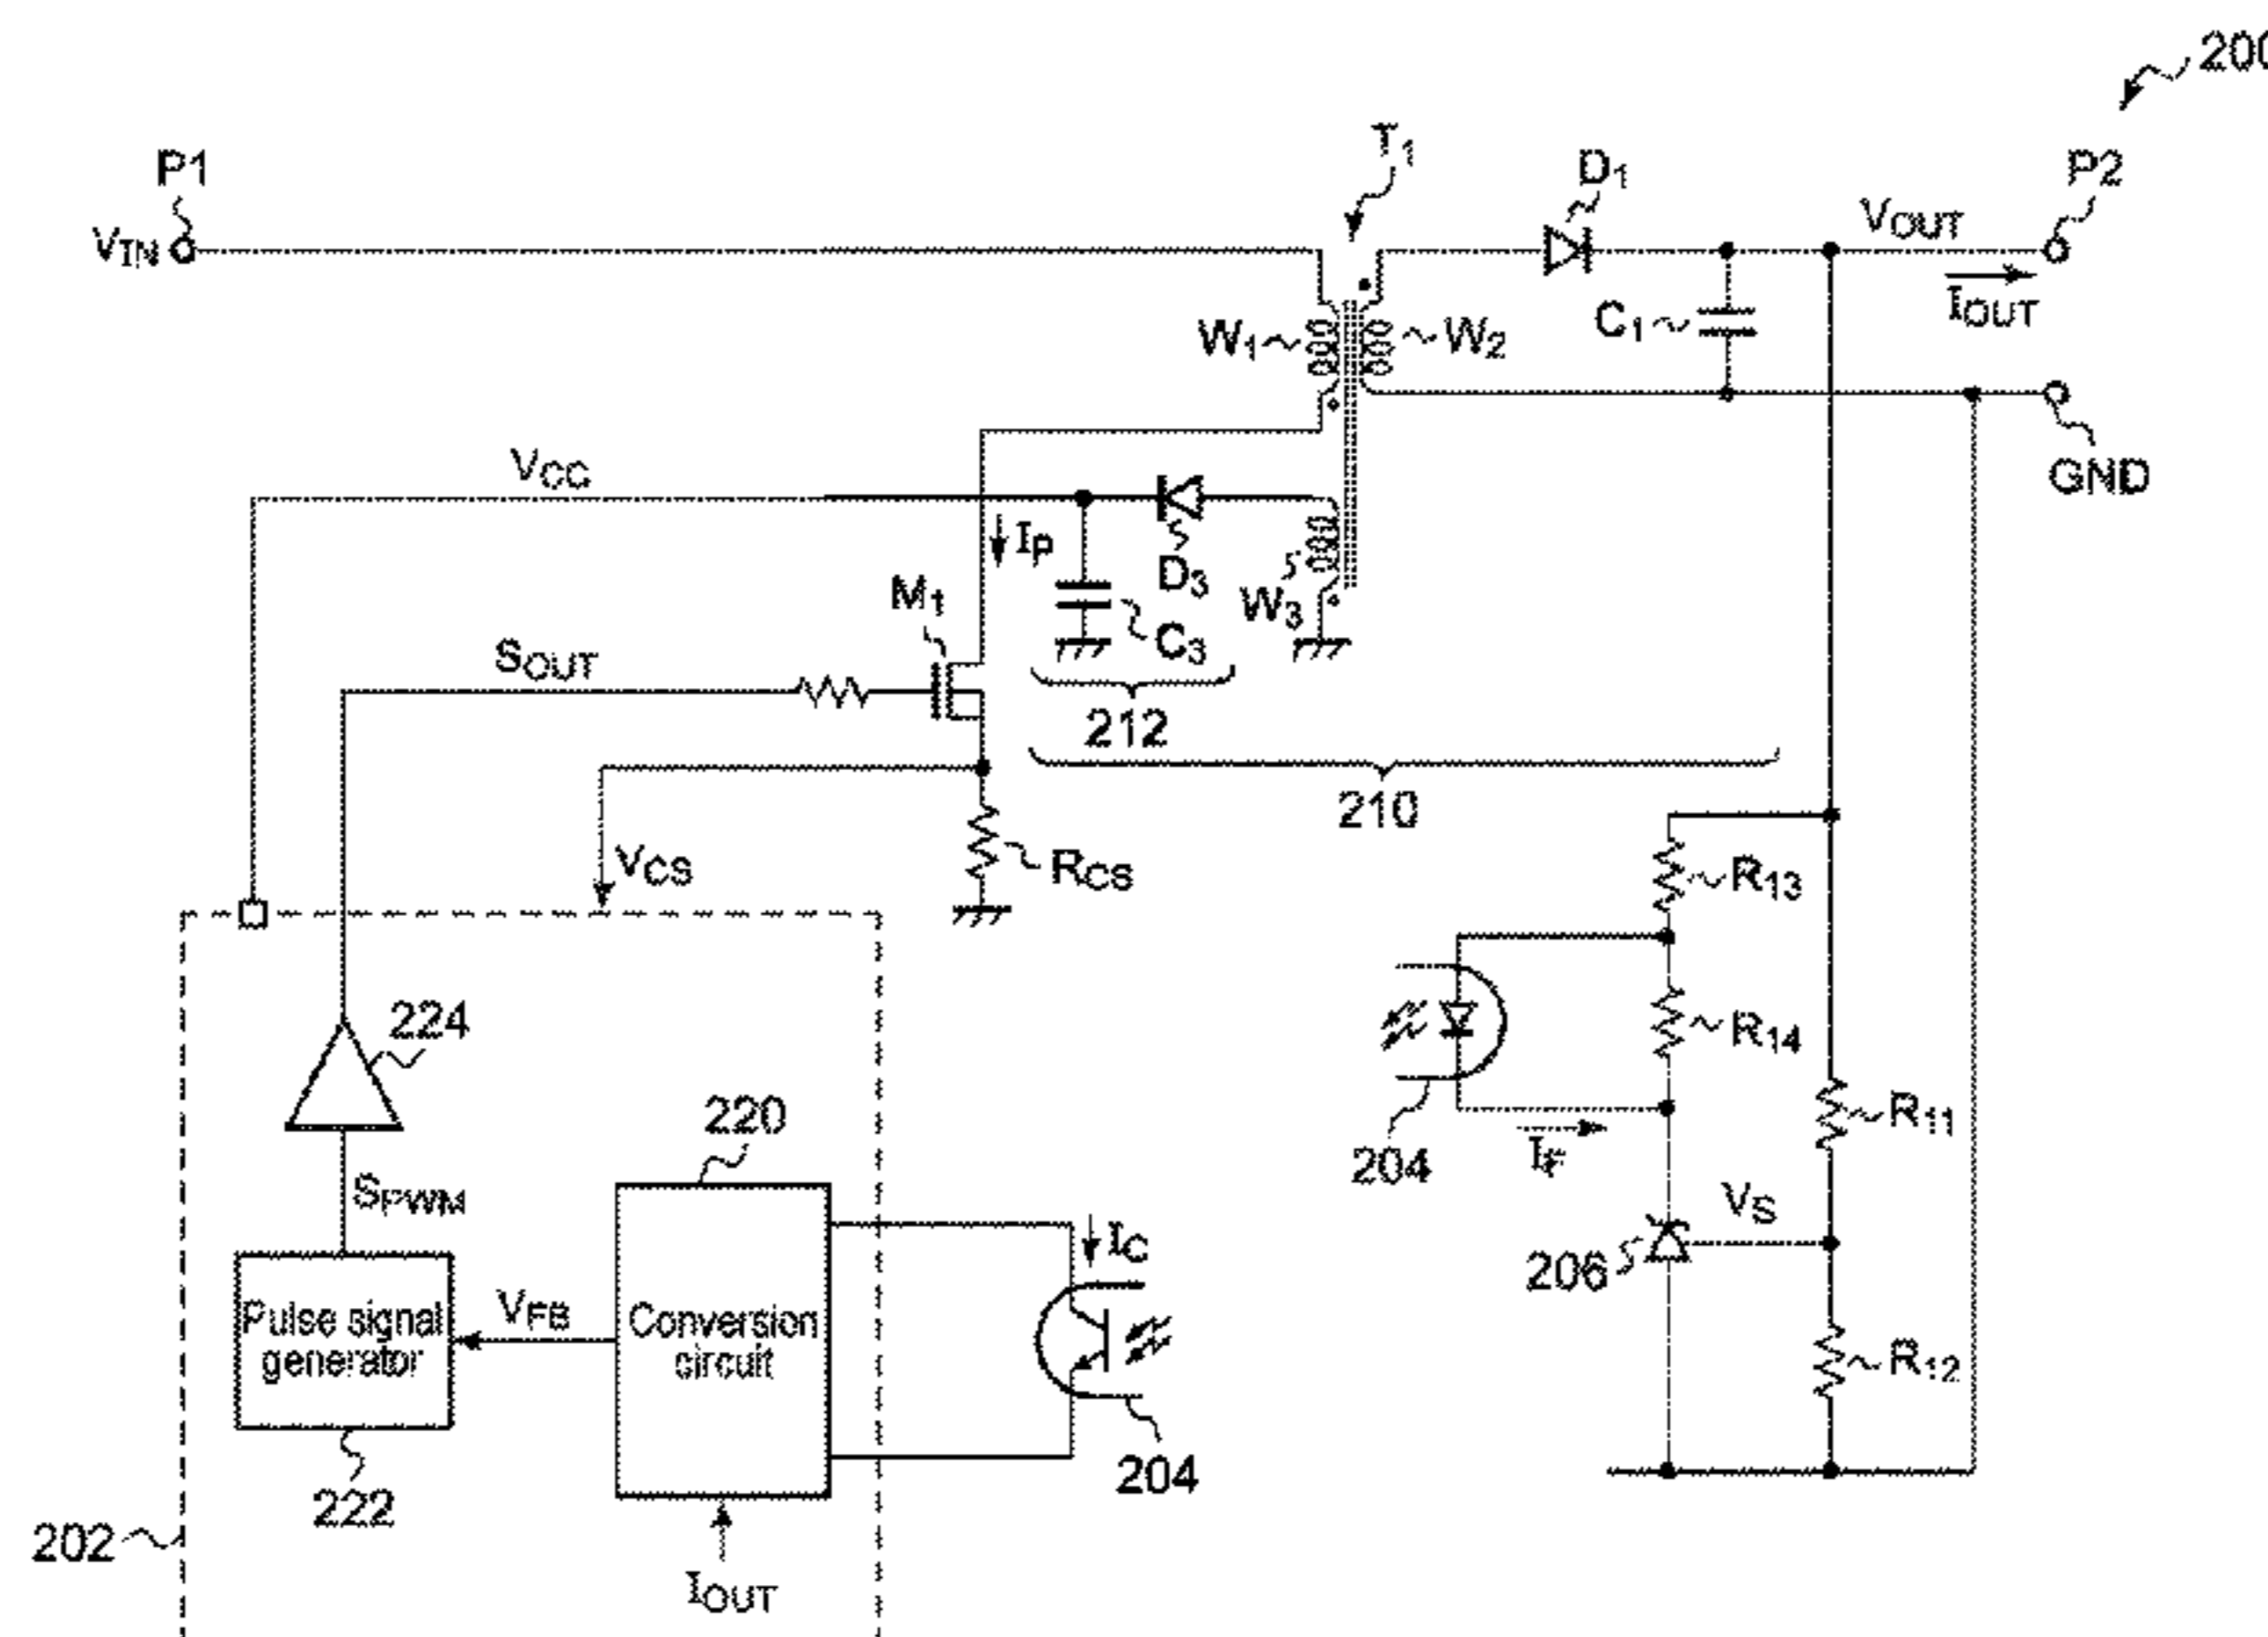 200
P1
T1
D1
P2
VIN
VOUT
IOUT
W1
W2
C1
GND
VCC
IP
D3
W3
M1
C3
SOUT
212
210
VCS
RCS
R13
224
R14
220
204
IF
R11
SPWM
VS
206
IC
Pulse signal
generator
VFB
Conversion
circuit
R12
204
222
202
IOUT